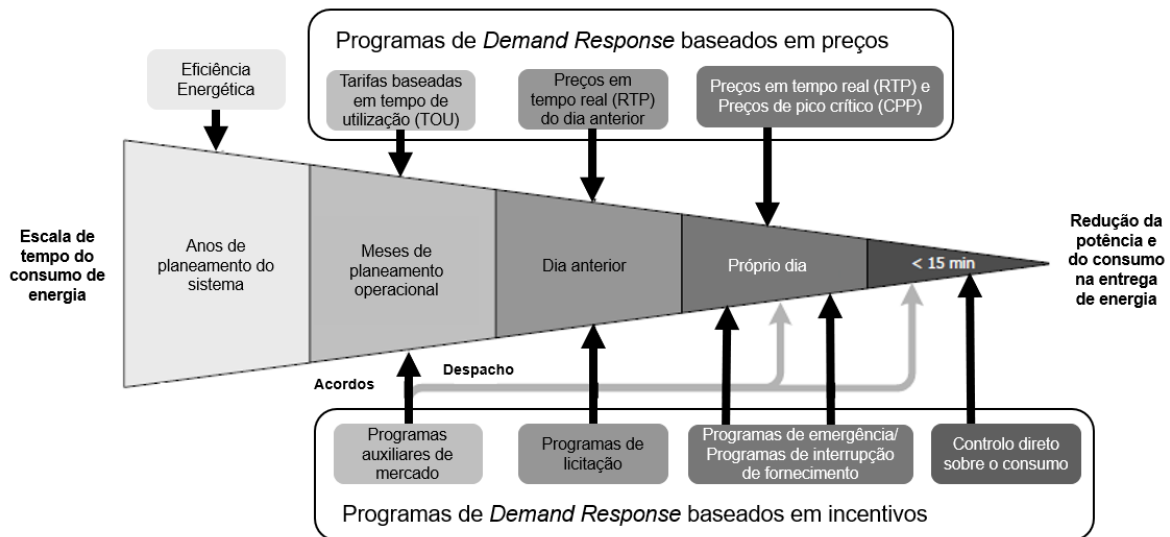 Programas de Demand Response baseados em preços
Eficiência
Energética
Tarifas baseadas
em tempo de
utilização (TOU)
Preços em
tempo real (RTP)
do dia anterior
Preços em tempo real (RTP) e
Preços de pico crítico (CPP)
Escala de
tempo do
consumo de
energia
Anos de
planeamento do
sistema
Meses de
planeamento
operacional
Dia anterior
Próprio dia
< 15 min
Redução da
potência e
do consumo
na entrega
de energia
Acordos
Despacho
Programas
auxiliares de
mercado
Programas de
licitação
Programas de emergência/
Programas de interrupção
de fornecimento
Controlo direto
sobre o consumo
Programas de Demand Response baseados em incentivos